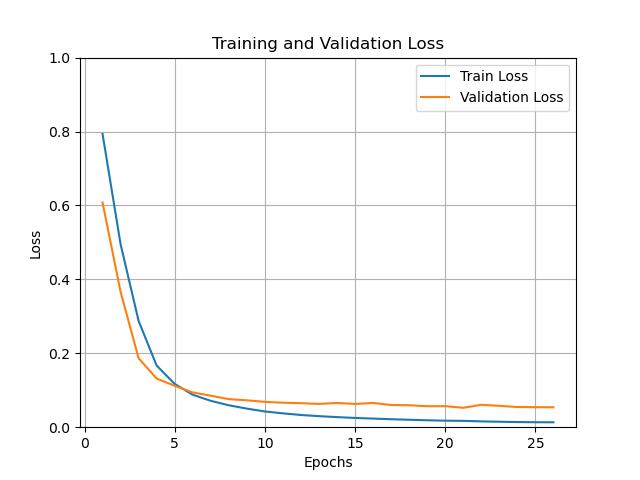 Training and Validation Loss
1.0
Train Loss
Validation Loss
0.8
0.6
Loss
0.4
0.2
0.0
0 5 10 15 20 25
Epochs